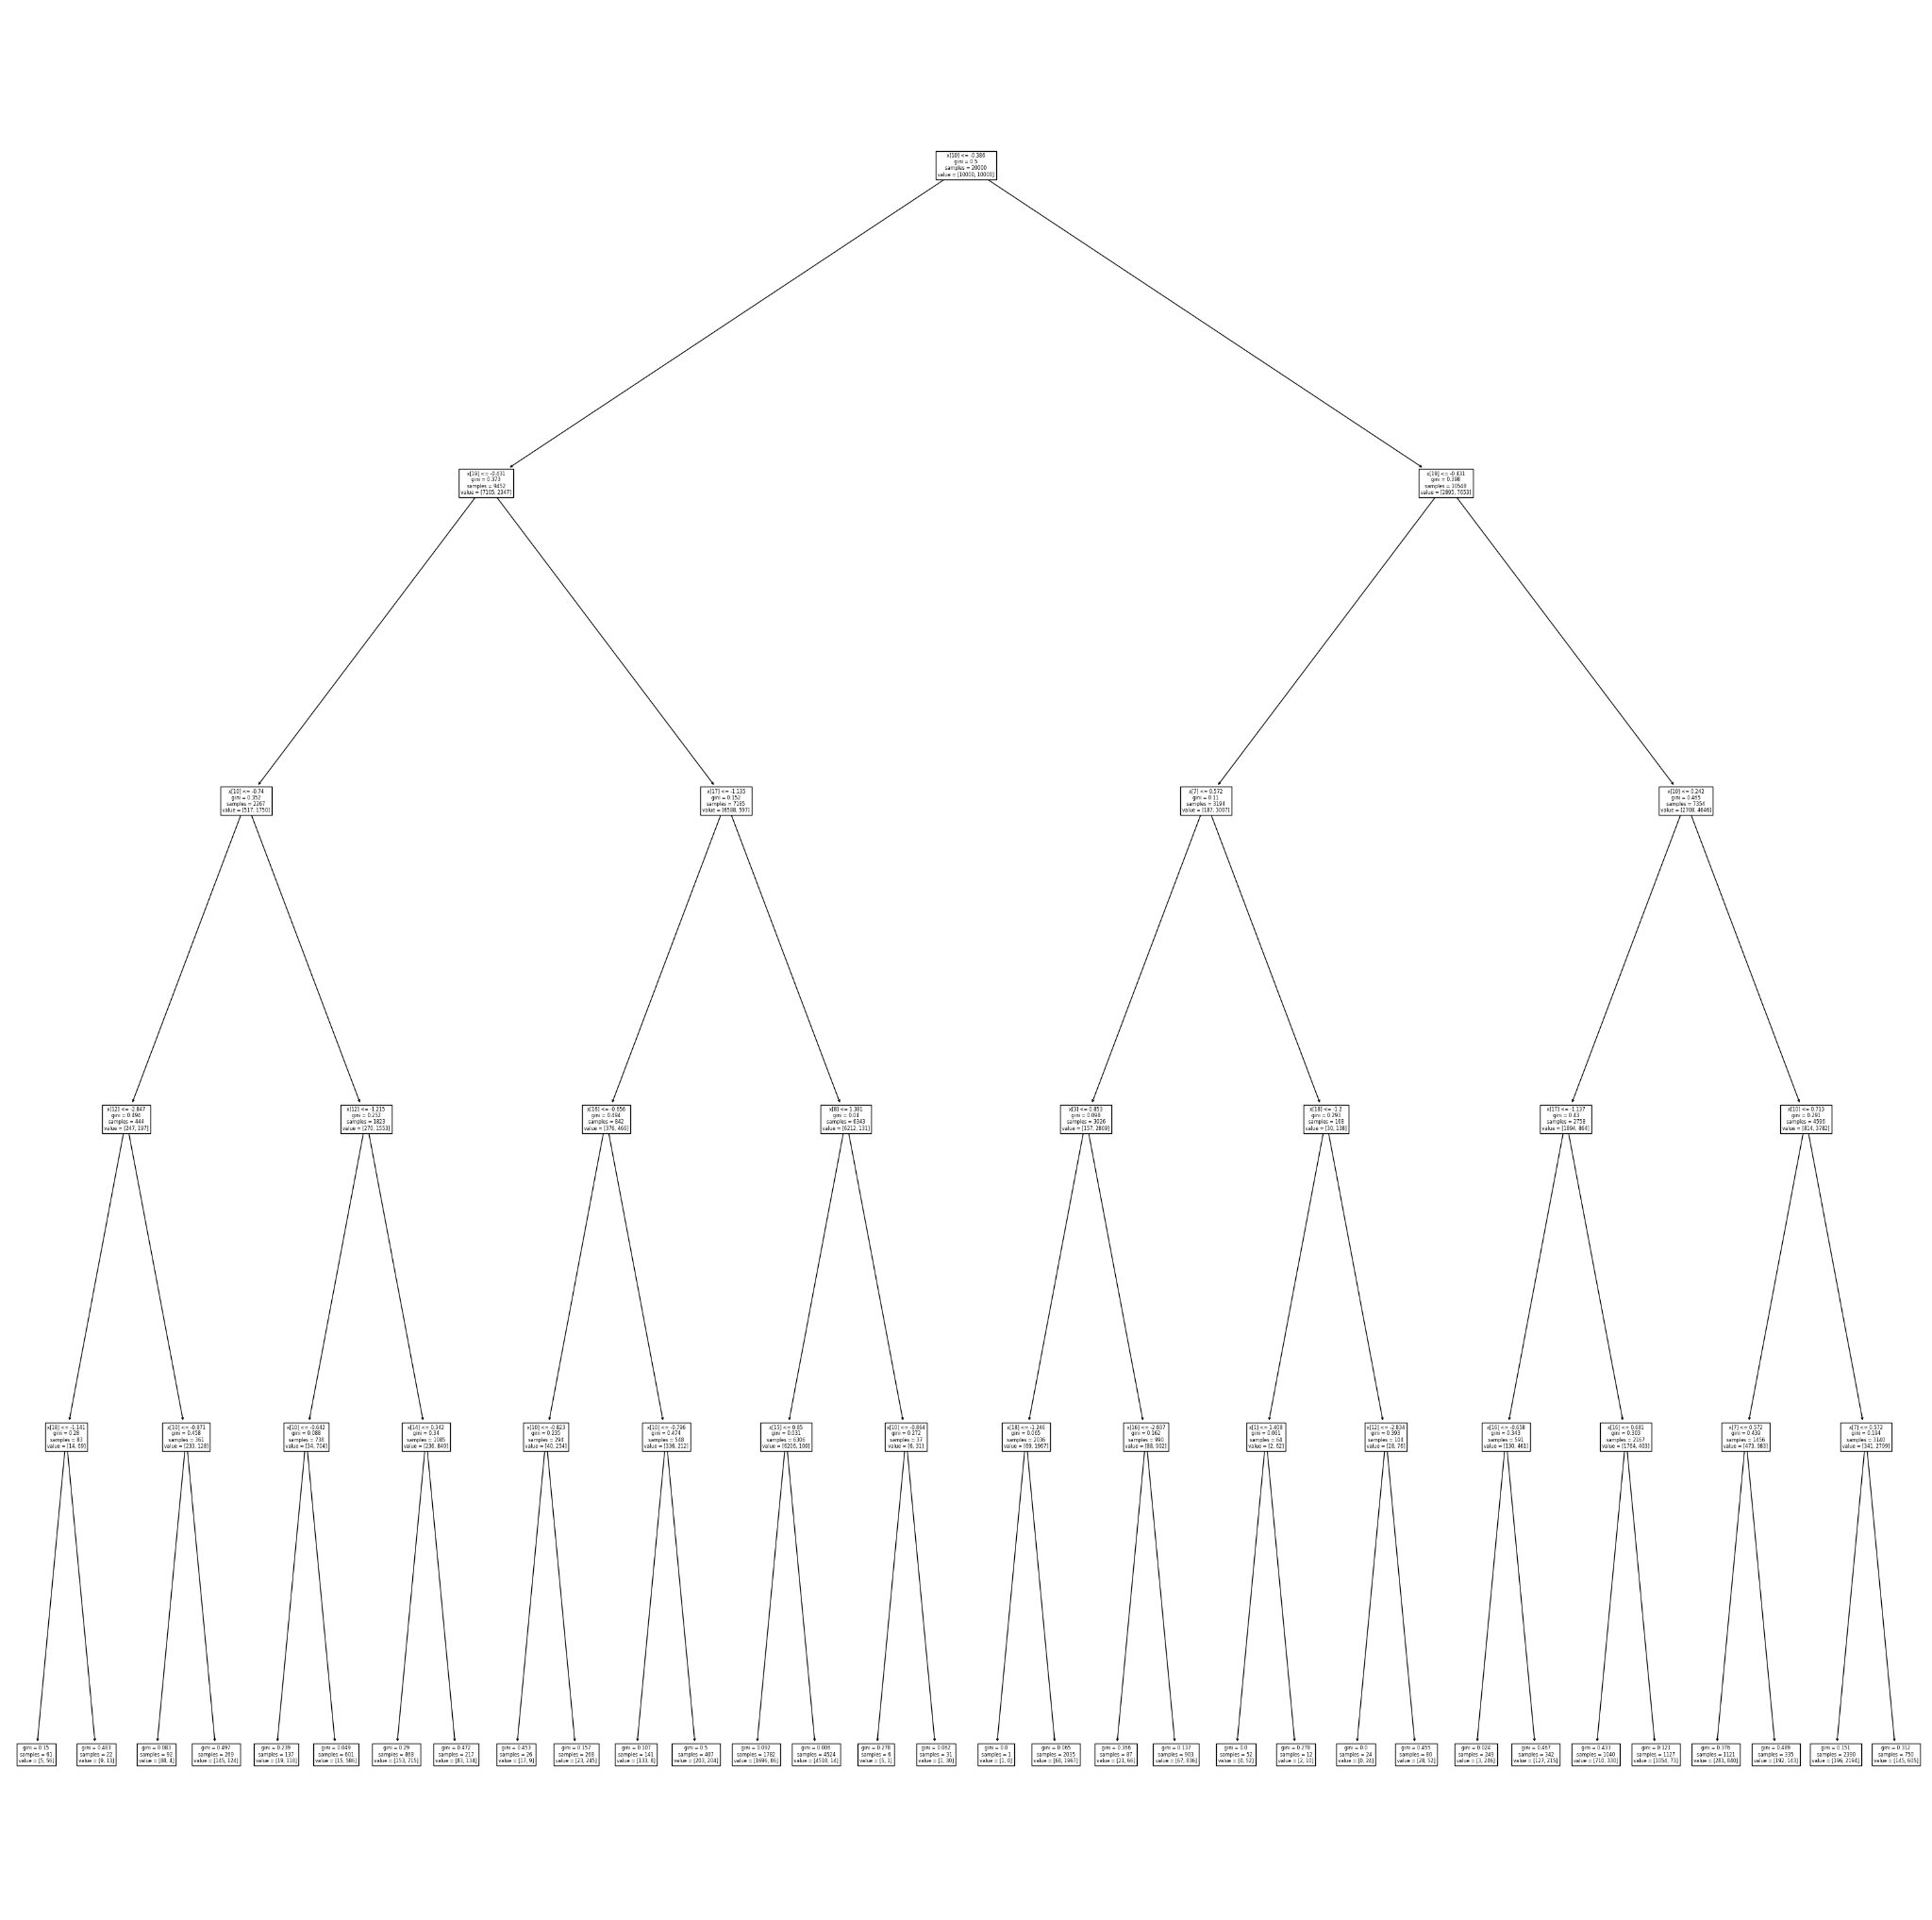 x[10] <= -0.386
gini = 0.5
samples = 20000
value = [10000, 10000]
x[19] <= -0.431
gini = 0.373
samples = 9452
value = [7105, 2347]
x[19] <= -0.831
gini = 0.398
samples = 10548
value = [2895, 7653]
x[10] <= -0.74
gini = 0.352
samples = 2267
value = [517, 1750]
x[17] <= -1.135
gini = 0.152
samples = 7185
value = [6588, 597]
x[7] <= 0.572
gini = 0.11
samples = 3194
value = [187, 3007]
x[10] <= 0.242
gini = 0.465
samples = 7354
value = [2708, 4646]
x[12] <= -2.847
gini = 0.494
samples = 444
value = [247, 197]
x[12] <= -1.215
gini = 0.252
samples = 1823
value = [270, 1553]
x[16] <= -0.656
gini = 0.494
samples = 842
value = [376, 466]
x[8] <= 1.381
gini = 0.04
samples = 6343
value = [6212, 131]
x[3] <= 0.853
gini = 0.098
samples = 3026
value = [157, 2869]
x[18] <= -1.2
gini = 0.293
samples = 168
value = [30, 138]
x[17] <= -1.137
gini = 0.43
samples = 2758
value = [1894, 864]
x[10] <= 0.713
gini = 0.291
samples = 4596
value = [814, 3782]
x[18] <= -1.141
gini = 0.28
samples = 83
value = [14, 69]
x[10] <= -0.871
gini = 0.458
samples = 361
value = [233, 128]
x[10] <= -0.642
gini = 0.088
samples = 738
value = [34, 704]
x[14] <= 0.342
gini = 0.34
samples = 1085
value = [236, 849]
x[10] <= -0.823
gini = 0.235
samples = 294
value = [40, 254]
x[10] <= -0.796
gini = 0.474
samples = 548
value = [336, 212]
x[15] <= 0.05
gini = 0.031
samples = 6306
value = [6206, 100]
x[10] <= -0.864
gini = 0.272
samples = 37
value = [6, 31]
x[18] <= -2.246
gini = 0.065
samples = 2036
value = [69, 1967]
x[16] <= -2.607
gini = 0.162
samples = 990
value = [88, 902]
x[1] <= 1.408
gini = 0.061
samples = 64
value = [2, 62]
x[12] <= -2.834
gini = 0.393
samples = 104
value = [28, 76]
x[16] <= -0.658
gini = 0.343
samples = 591
value = [130, 461]
x[16] <= 0.681
gini = 0.303
samples = 2167
value = [1764, 403]
x[7] <= 0.572
gini = 0.439
samples = 1456
value = [473, 983]
x[7] <= 0.572
gini = 0.194
samples = 3140
value = [341, 2799]
gini = 0.15
samples = 61
value = [5, 56]
gini = 0.483
samples = 22
value = [9, 13]
gini = 0.083
samples = 92
value = [88, 4]
gini = 0.497
samples = 269
value = [145, 124]
gini = 0.239
samples = 137
value = [19, 118]
gini = 0.049
samples = 601
value = [15, 586]
gini = 0.29
samples = 868
value = [153, 715]
gini = 0.472
samples = 217
value = [83, 134]
gini = 0.453
samples = 26
value = [17, 9]
gini = 0.157
samples = 268
value = [23, 245]
gini = 0.107
samples = 141
value = [133, 8]
gini = 0.5
samples = 407
value = [203, 204]
gini = 0.092
samples = 1782
value = [1696, 86]
gini = 0.006
samples = 4524
value = [4510, 14]
gini = 0.278
samples = 6
value = [5, 1]
gini = 0.062
samples = 31
value = [1, 30]
gini = 0.0
samples = 1
value = [1, 0]
gini = 0.065
samples = 2035
value = [68, 1967]
gini = 0.366
samples = 87
value = [21, 66]
gini = 0.137
samples = 903
value = [67, 836]
gini = 0.0
samples = 52
value = [0, 52]
gini = 0.278
samples = 12
value = [2, 10]
gini = 0.0
samples = 24
value = [0, 24]
gini = 0.455
samples = 80
value = [28, 52]
gini = 0.024
samples = 249
value = [3, 246]
gini = 0.467
samples = 342
value = [127, 215]
gini = 0.433
samples = 1040
value = [710, 330]
gini = 0.121
samples = 1127
value = [1054, 73]
gini = 0.376
samples = 1121
value = [281, 840]
gini = 0.489
samples = 335
value = [192, 143]
gini = 0.151
samples = 2390
value = [196, 2194]
gini = 0.312
samples = 750
value = [145, 605]